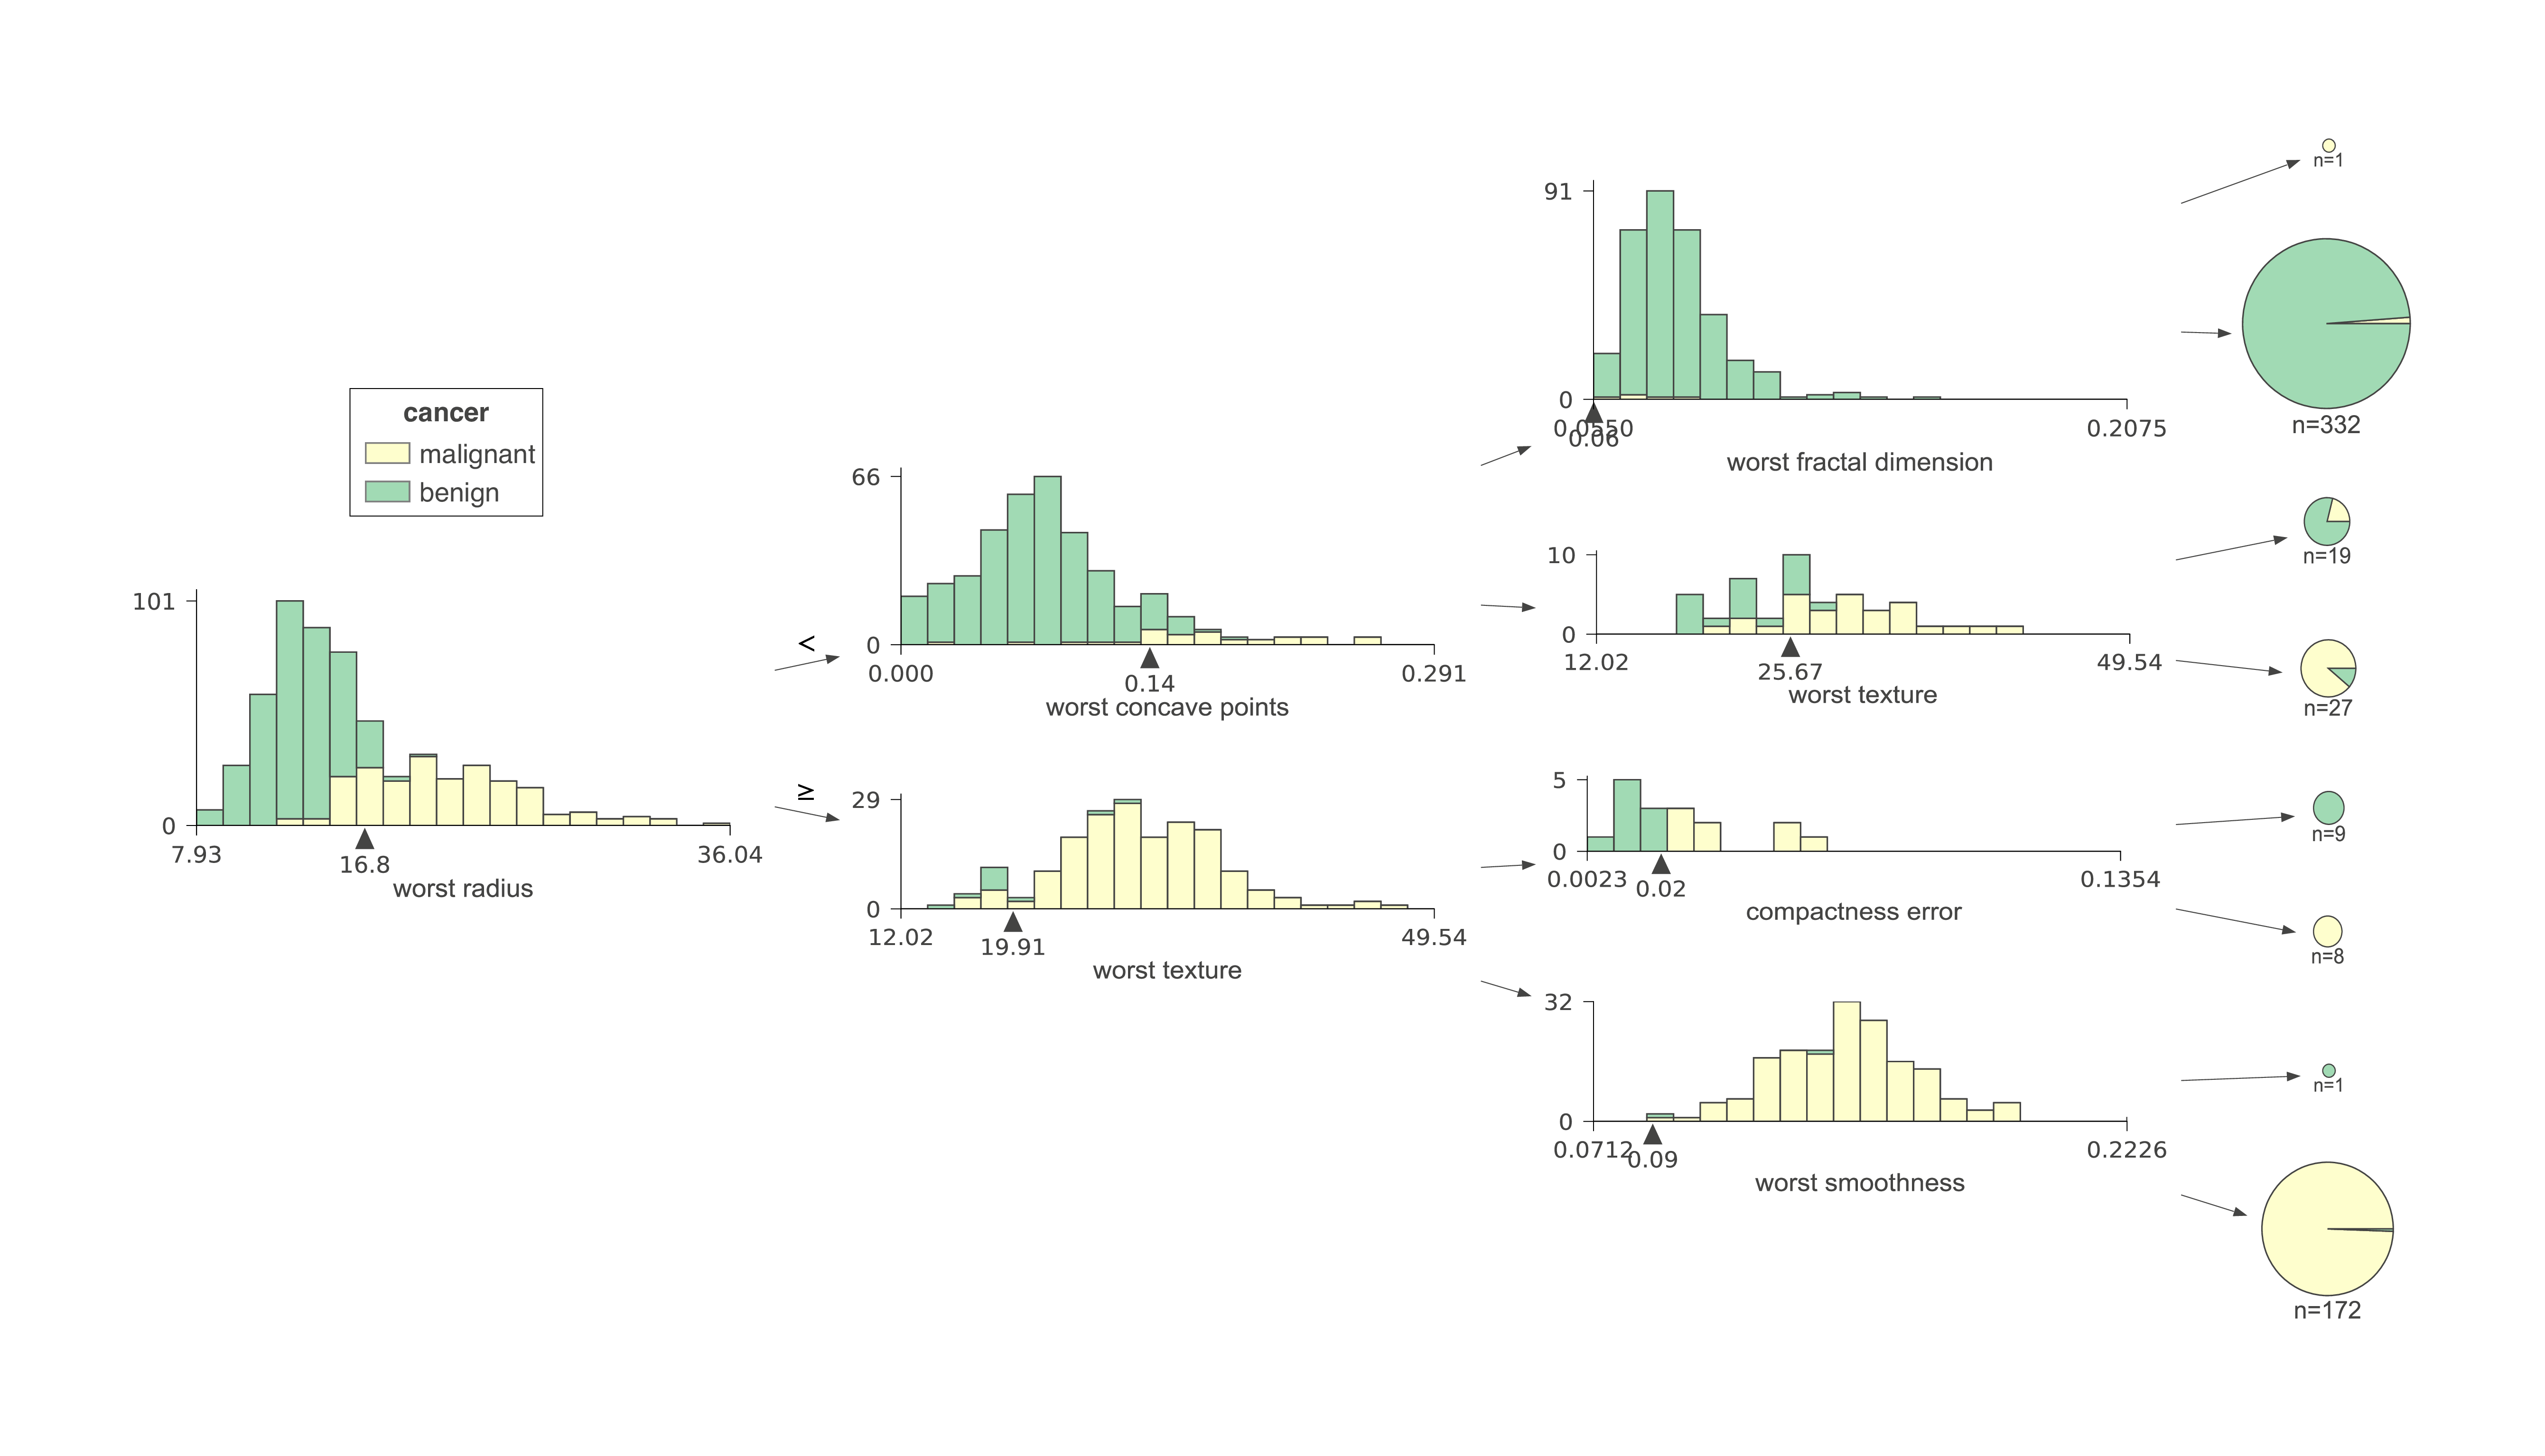 cancer
malignant
benign
101
0
7.93
16.8
36.04
worst radius
<
≥
66
0
0.000
0.14
0.291
worst concave points
29
0
12.02
19.91
49.54
worst texture
91
0
0.0550
0.06
0.2075
worst fractal dimension
10
0
12.02
25.67
49.54
worst texture
5
0
0.0023
0.02
0.1354
compactness error
32
0
0.0712
0.09
0.2226
worst smoothness
n=1
n=332
n=19
n=27
n=9
n=8
n=1
n=172